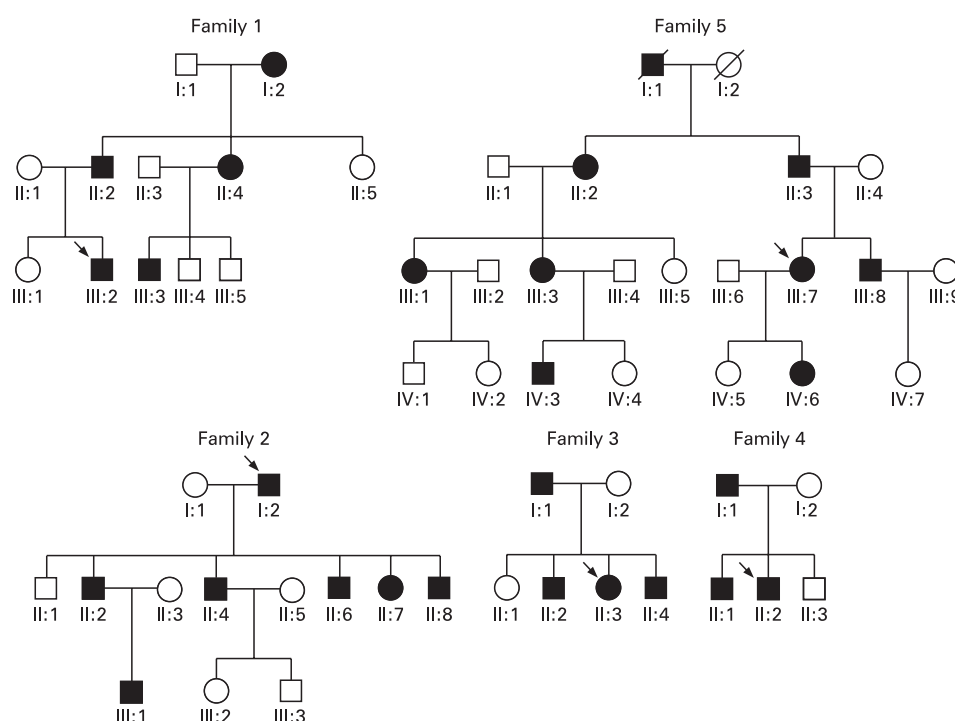 Family 1
I:1 I:2
II:1 II:2 II:3 II:4 II:5
III:1 III:2 III:3 III:4 III:5
Family 5
I:1 I:2
II:1 II:2 II:3 II:4
III:1 III:2 III:3 III:4 III:5 III:6 III:7 III:8 III:9
IV:1 IV:2 IV:3 IV:4 IV:5 IV:6 IV:7
Family 2
I:1 I:2
II:1 II:2 II:3 II:4 II:5 II:6 II:7 II:8
III:1 III:2 III:3
Family 3
I:1 I:2
II:1 II:2 II:3 II:4
Family 4
I:1 I:2
II:1 II:2 II:3